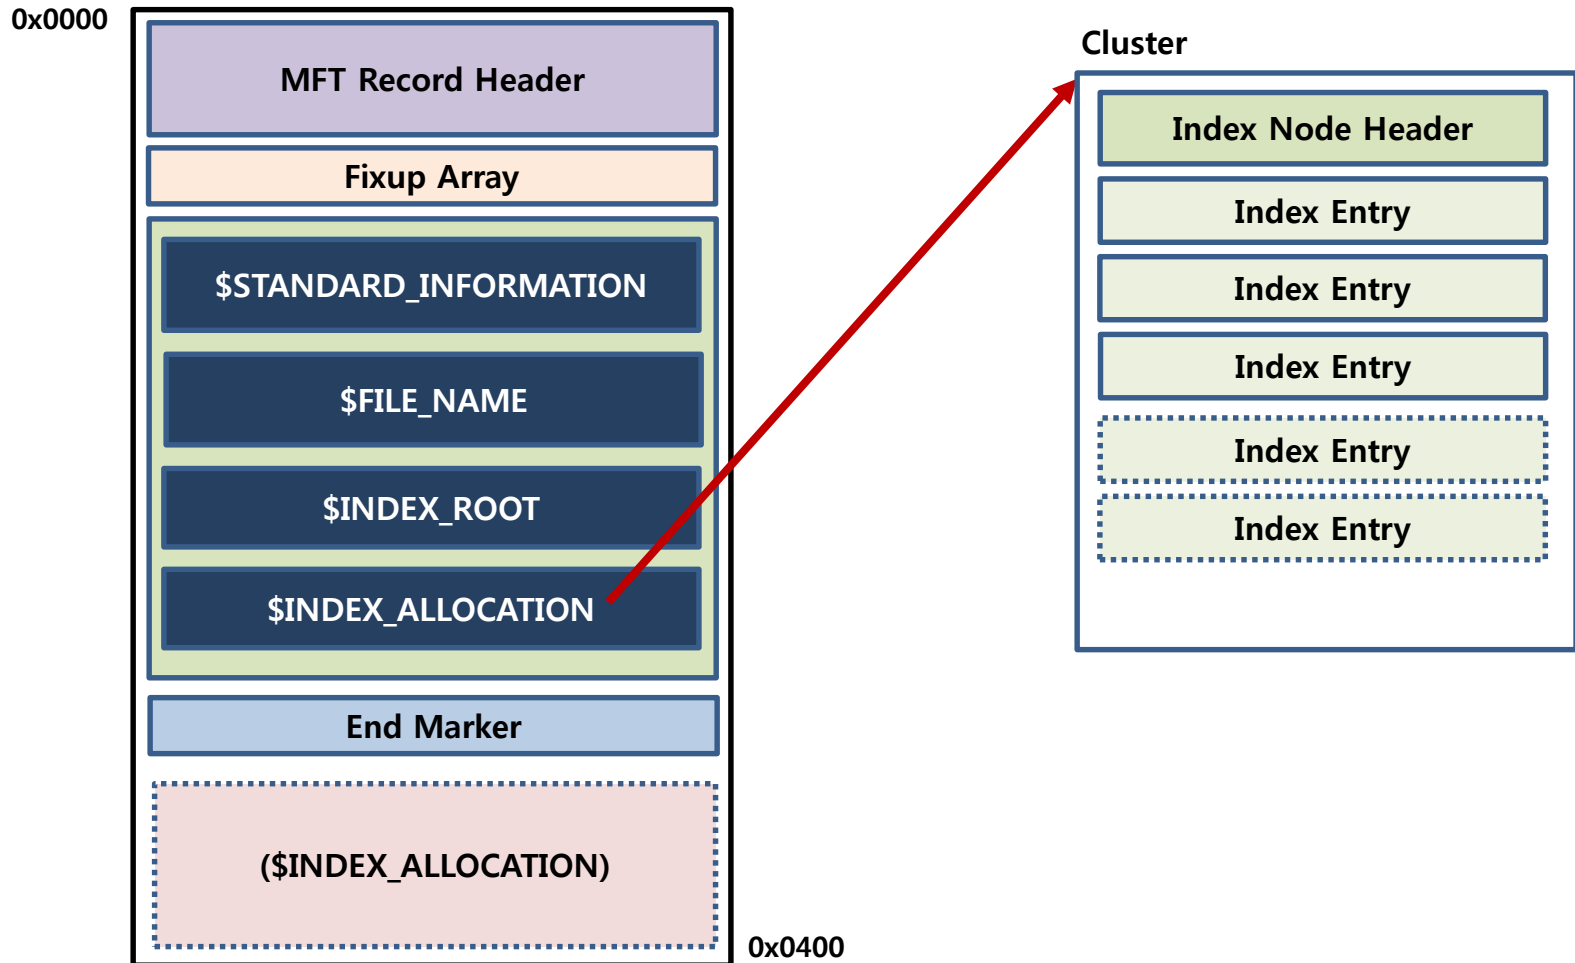 0x0000
MFT Record Header
Fixup Array
$STANDARD_INFORMATION
$FILE_NAME
$INDEX_ROOT
$INDEX_ALLOCATION
End Marker
($INDEX_ALLOCATION)
0x0400
Cluster
Index Node Header
Index Entry
Index Entry
Index Entry
Index Entry
Index Entry